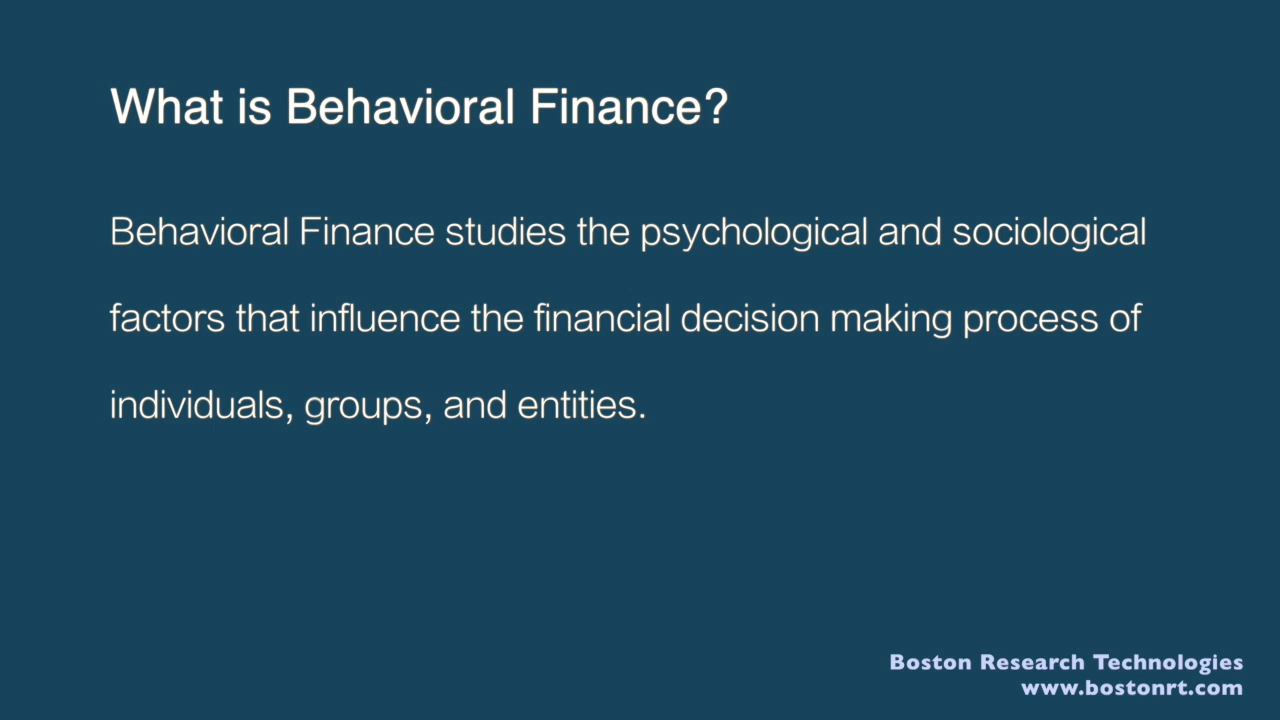 What is Behavioral Finance?
Behavioral Finance studies the psychological and sociological
factors that influence the financial decision making process of
individuals, groups, and entities.
Boston Research Technologies
www.bostonrt.com